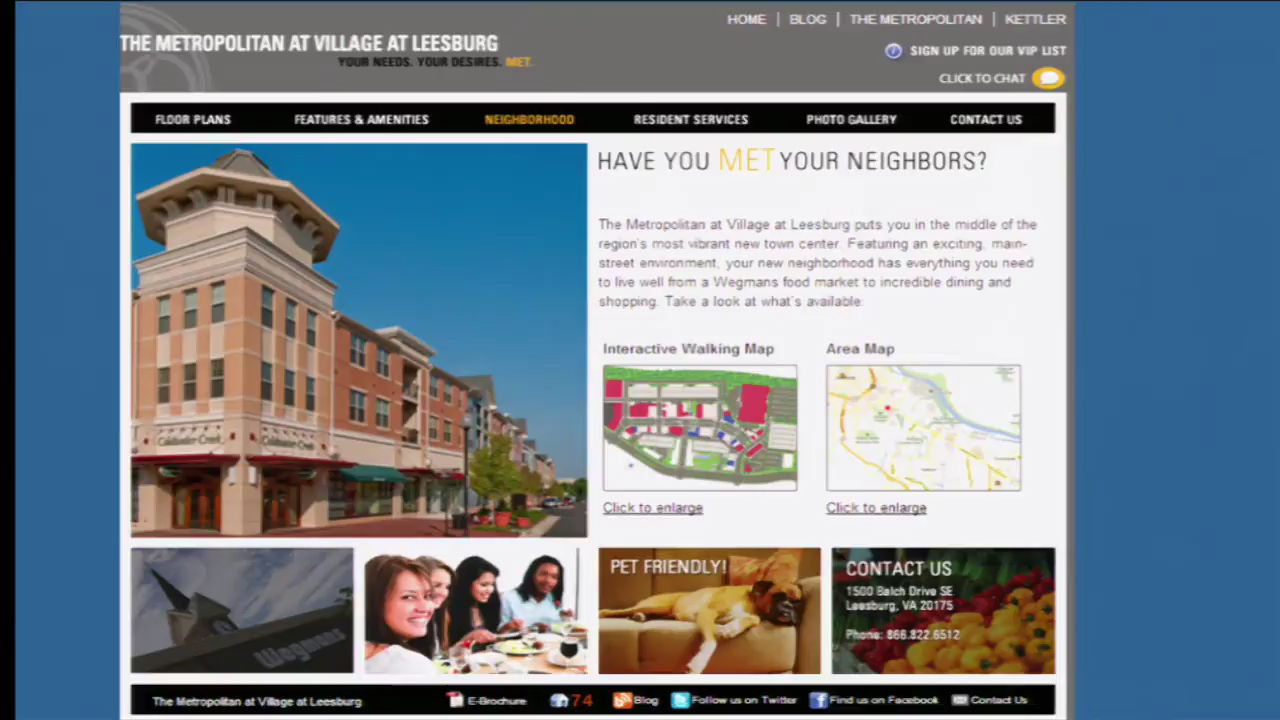 HOME | BLOG | THE METROPOLITAN | KETTLER
THE METROPOLITAN AT VILLAGE AT LEESBURG
YOUR NEEDS. YOUR DESIRES. MET.
SIGN UP FOR OUR VIP LIST
CLICK TO CHAT
FLOOR PLANS FEATURES & AMENITIES NEIGHBORHOOD RESIDENT SERVICES PHOTO GALLERY CONTACT US
HAVE YOU MET YOUR NEIGHBORS?
The Metropolitan at Village at Leesburg puts you in the middle of the
region's most vibrant new town center. Featuring an exciting, main-
street environment, your new neighborhood has everything you need
to live well from a Wegmans food market to incredible dining and
shopping. Take a look at what's available:
Interactive Walking Map Area Map
Click to enlarge Click to enlarge
Wegmans
PET FRIENDLY!
CONTACT US
1500 Balch Drive SE
Leesburg, VA 20175
Phone: 866.822.6512
The Metropolitan at Village at Leesburg E-Brochure 74 Blog Follow us on Twitter Find us on Facebook Contact Us